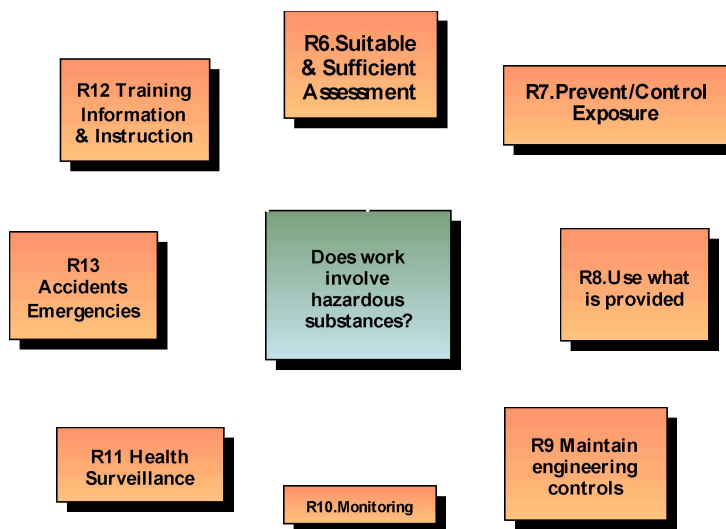 R6.Suitable
& Sufficient
Assessment
R7.Prevent/Control
Exposure
R8.Use what
is provided
R9 Maintain
engineering
controls
R10.Monitoring
R11 Health
Surveillance
R13
Accidents
Emergencies
R12 Training
Information
& Instruction
Does work
involve
hazardous
substances?